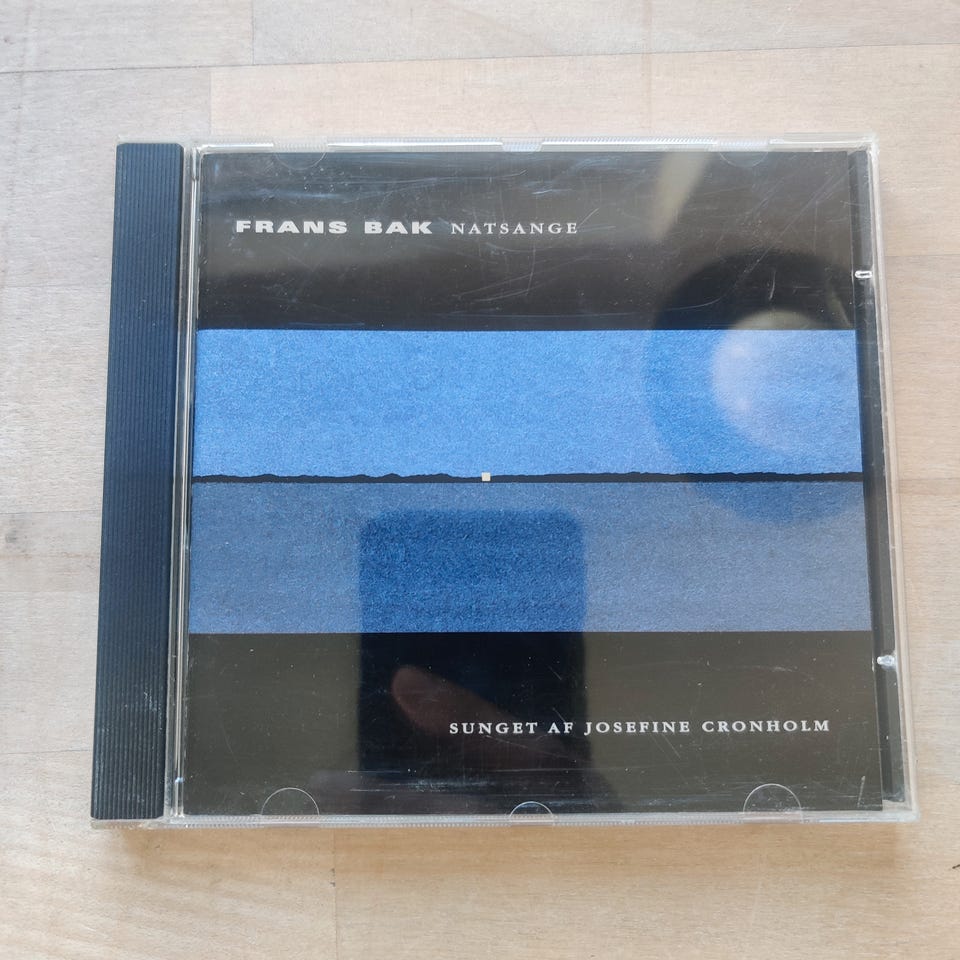 FRANS BAK NATSANGE
SUNGET AF JOSEFINE CRONHOLM